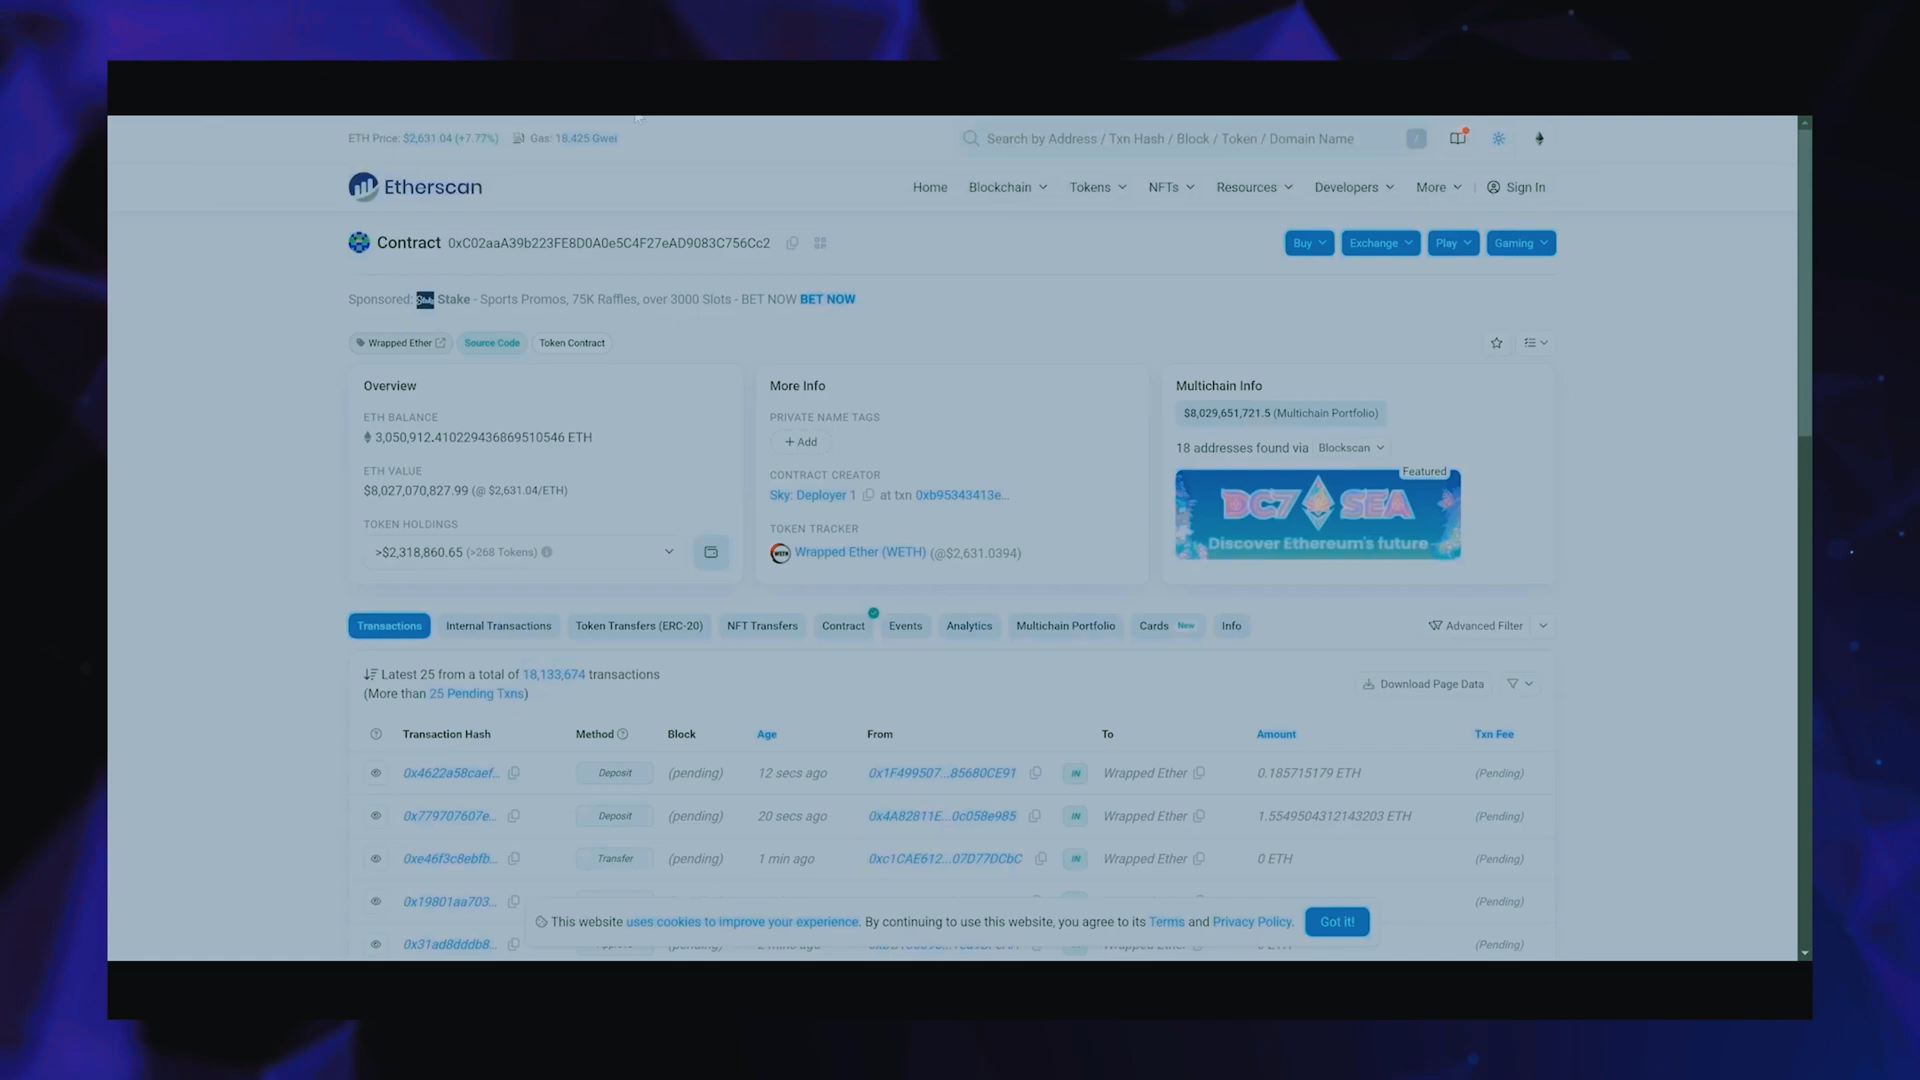 ETH Price: $2,631.04 (+7.77%) Gas: 18.425 Gwei
Search by Address / Txn Hash / Block / Token / Domain Name /
Etherscan
Home Blockchain Tokens NFTs Resources Developers More | Sign In
Contract 0xC02aaA39b223FE8D0A0e5C4F27eAD9083C756Cc2
Buy Exchange Play Gaming
Sponsored: Stake - Sports Promos, 75K Raffles, over 3000 Slots - BET NOW BET NOW
Wrapped Ether Source Code Token Contract
Overview
ETH BALANCE
3,050,912.410229436869510546 ETH
ETH VALUE
$8,027,070,827.99 (@ $2,631.04/ETH)
TOKEN HOLDINGS
>$2,318,860.65 (>268 Tokens)
More Info
PRIVATE NAME TAGS
+ Add
CONTRACT CREATOR
Sky: Deployer 1 at txn 0xb95343413e...
TOKEN TRACKER
WETH Wrapped Ether (WETH) (@$2,631.0394)
Multichain Info
$8,029,651,721.5 (Multichain Portfolio)
18 addresses found via Blockscan
Featured
DC7 SEA
Discover Ethereum's future
Transactions Internal Transactions Token Transfers (ERC-20) NFT Transfers Contract Events Analytics Multichain Portfolio Cards New Info
Advanced Filter
Latest 25 from a total of 18,133,674 transactions
(More than 25 Pending Txns)
Download Page Data
Transaction Hash Method Block Age From To Amount Txn Fee
0x4622a58caef... Deposit (pending) 12 secs ago 0x1F499507...85680CE91 IN Wrapped Ether 0.185715179 ETH (Pending)
0x779707607e... Deposit (pending) 20 secs ago 0x4A82811E...0c058e985 IN Wrapped Ether 1.5549504312143203 ETH (Pending)
0xe46f3c8ebfb... Transfer (pending) 1 min ago 0xc1CAE612...07D77DCbC IN Wrapped Ether 0 ETH (Pending)
0x19801aa703... (Pending)
This website uses cookies to improve your experience. By continuing to use this website, you agree to its Terms and Privacy Policy. Got it!
0x31ad8dddb8... (Pending)